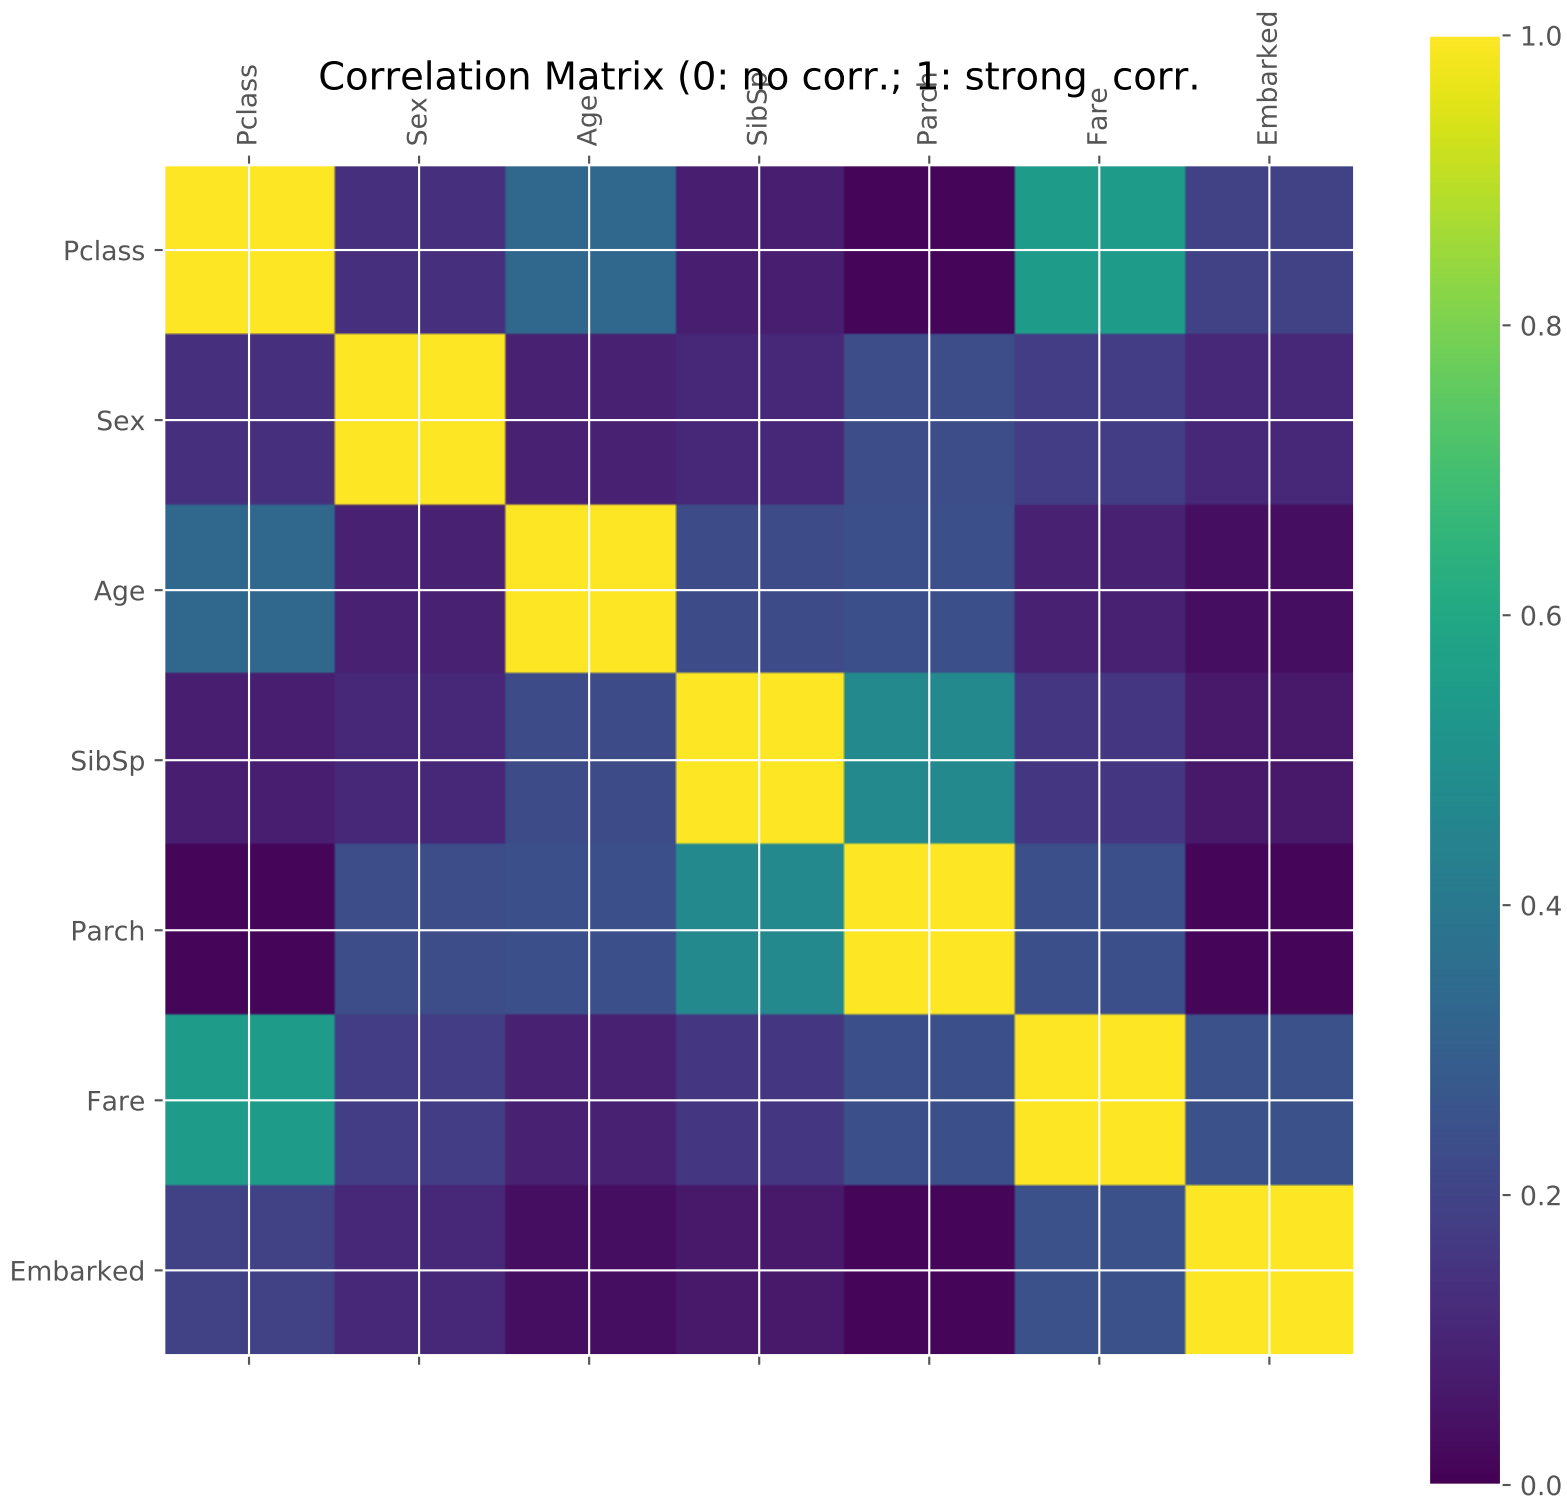 Correlation Matrix (0: no corr.; 1: strong  corr.
Pclass
Sex
Age
SibSp
Parch
Fare
Embarked
Pclass
Sex
Age
SibSp
Parch
Fare
Embarked
1.0
0.8
0.6
0.4
0.2
0.0